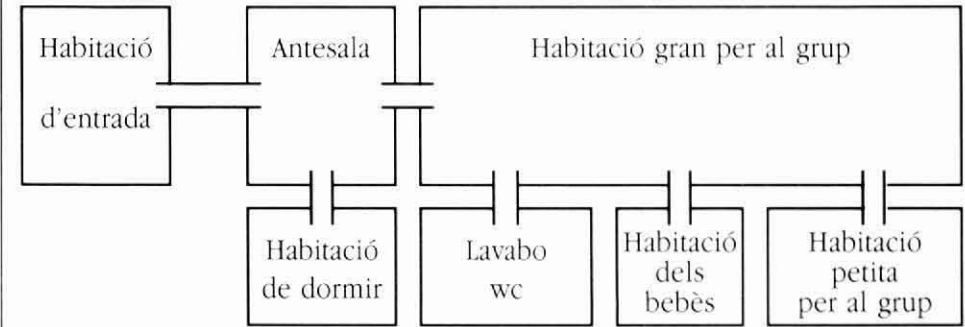 Habitació
d'entrada
Antesala
Habitació gran per al grup
Habitació
de dormir
Lavabo
wc
Habitació
dels
bebès
Habitació
petita
per al grup